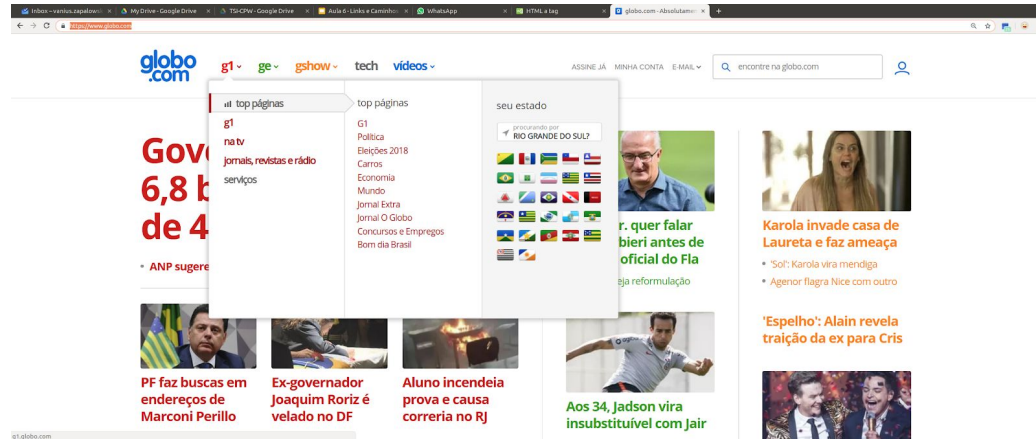 Inbox – vanius.zapalowski
My Drive - Google Drive
TSI-CPW - Google Drive
Aula 6 - Links e Caminhos
WhatsApp
HTML a tag
globo.com - Absolutamen
https://www.globo.com
globo
.com
g1
ge
gshow
tech
vídeos
ASSINE JÁ
MINHA CONTA
E-MAIL
encontre na globo.com
top páginas
g1
na tv
jornais, revistas e rádio
serviços
top páginas
G1
Política
Eleições 2018
Carros
Economia
Mundo
Jornal Extra
Jornal O Globo
Concursos e Empregos
Bom dia Brasil
seu estado
procurando por
RIO GRANDE DO SUL?
Gov
6,8 b
de 4
ANP sugere
r. quer falar
bieri antes de
oficial do Fla
eja reformulação
Karola invade casa de
Laureta e faz ameaça
'Sol': Karola vira mendiga
Agenor flagra Nice com outro
'Espelho': Alain revela
traição da ex para Cris
PF faz buscas em
endereços de
Marconi Perillo
Ex-governador
Joaquim Roriz é
velado no DF
Aluno incendeia
prova e causa
correria no RJ
Aos 34, Jadson vira
insubstituível com Jair
g1.globo.com